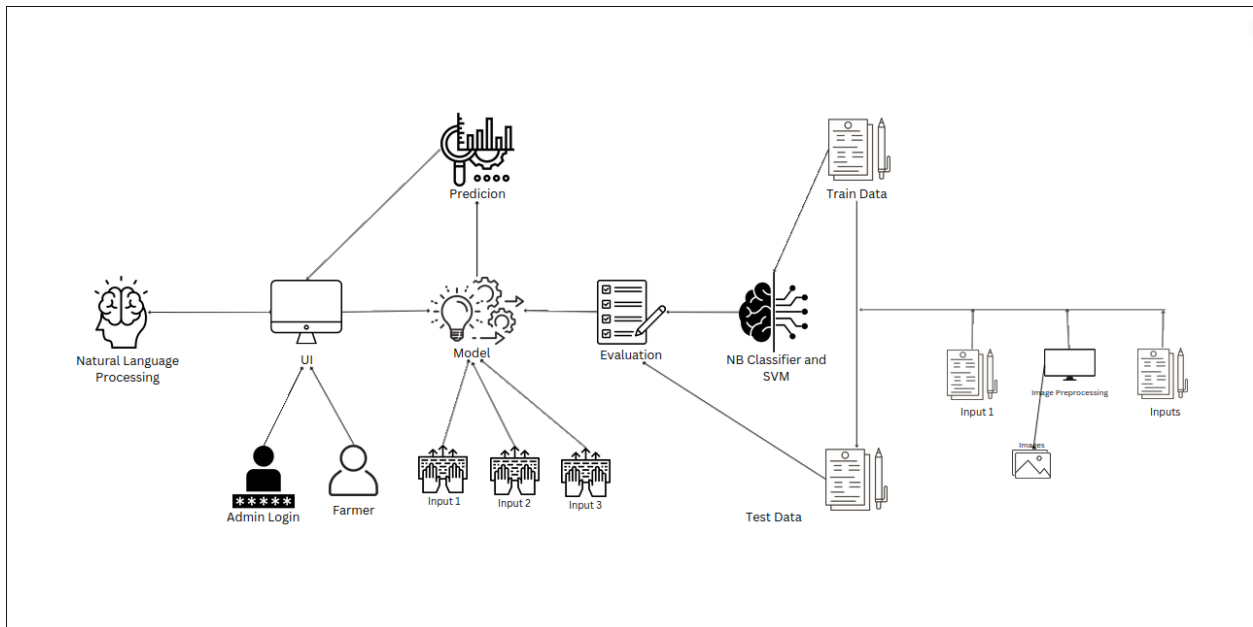 Predicion
Train Data
Natural Language
Processing
UI
Model
Evaluation
NB Classifier and
SVM
Image Preprocessing
Input 1
Inputs
Images
*****
Admin Login
Farmer
Input 1
Input 2
Input 3
Test Data